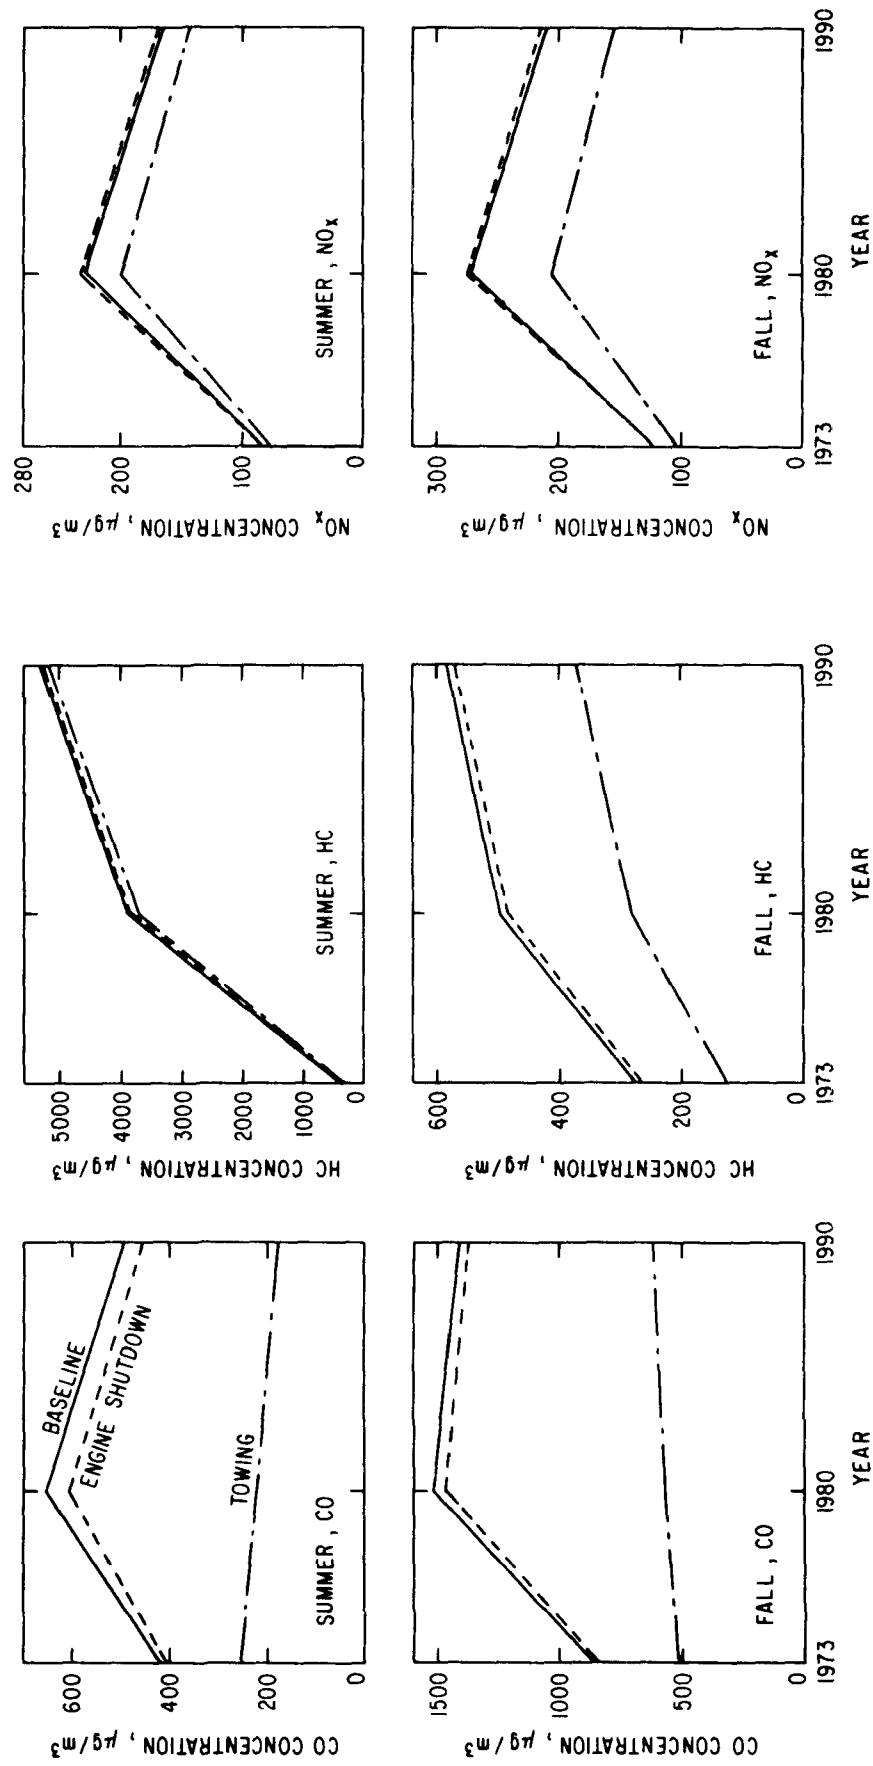 CO CONCENTRATION, μg/m³
600
400
200
0
BASELINE
ENGINE SHUTDOWN
TOWING
SUMMER, CO
HC CONCENTRATION, μg/m³
5000
4000
3000
2000
1000
0
SUMMER, HC
NOₓ CONCENTRATION, μg/m³
280
200
100
0
SUMMER, NOₓ
CO CONCENTRATION, μg/m³
1500
1000
500
0
FALL, CO
1973
1980
1990
YEAR
HC CONCENTRATION, μg/m³
600
400
200
0
FALL, HC
1973
1980
1990
YEAR
NOₓ CONCENTRATION, μg/m³
300
200
100
0
FALL, NOₓ
1973
1980
1990
YEAR